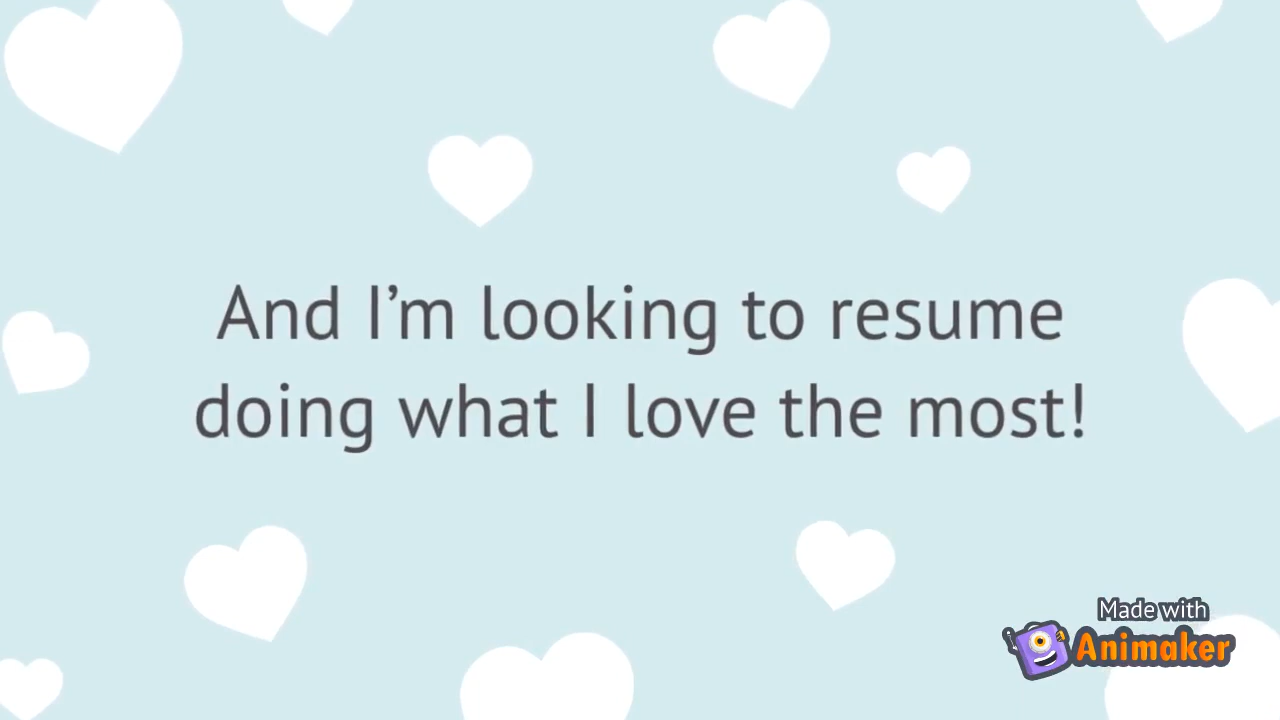 And I’m looking to resume
doing what I love the most!
Made with
Animaker